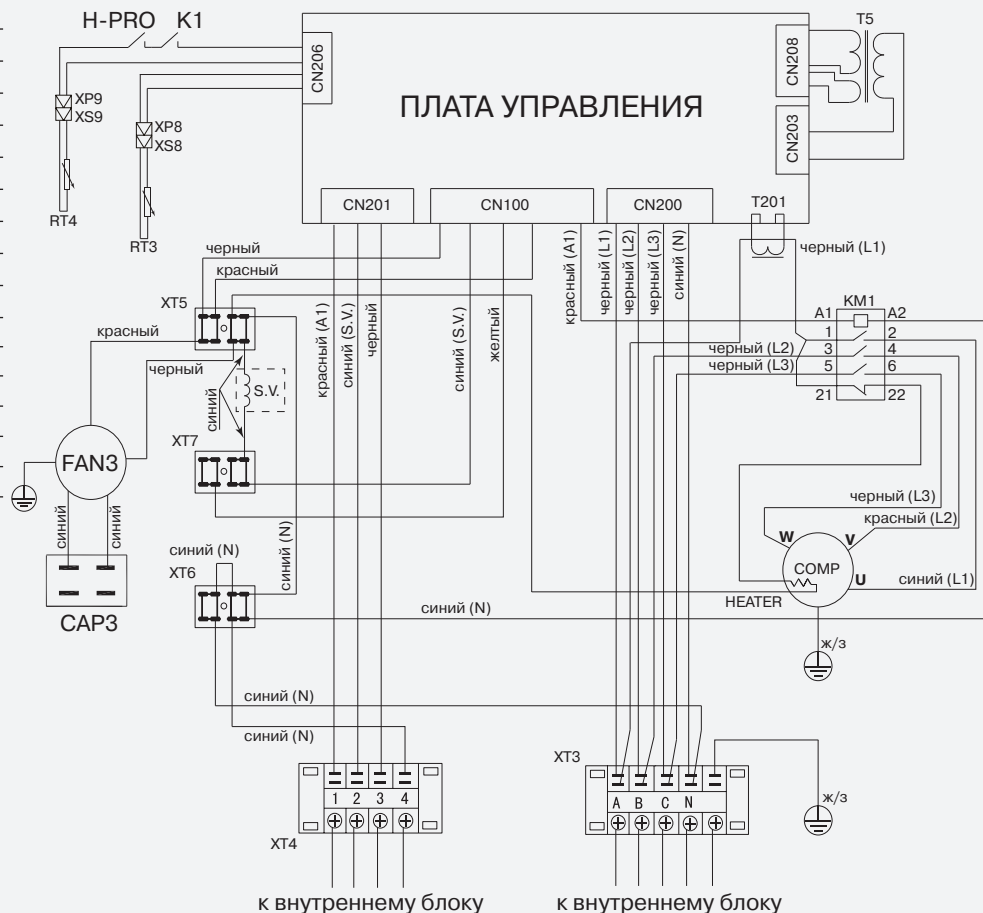 H-PRO K1
T5
CN206
CN208
CN203
ПЛАТА УПРАВЛЕНИЯ
XP9
XS9
XP8
XS8
RT4
RT3
CN201
CN100
CN200
T201
черный
красный
черный (L1)
XT5
красный
черный
синий
S.V.
красный (A1)
синий (S.V.)
черный
синий (S.V.)
желтый
красный (A1)
черный (L1)
черный (L2)
черный (L3)
синий (N)
KM1
A1
A2
1
2
черный (L2)
3
4
черный (L3)
5
6
21
22
XT7
FAN3
синий
синий
CAP3
синий (N)
синий (N)
XT6
синий (N)
черный (L3)
красный (L2)
W
V
COMP
U
синий (L1)
HEATER
ж/з
синий (N)
синий (N)
XT4
1 2 3 4
XT3
A B C N
ж/з
к внутреннему блоку
к внутреннему блоку